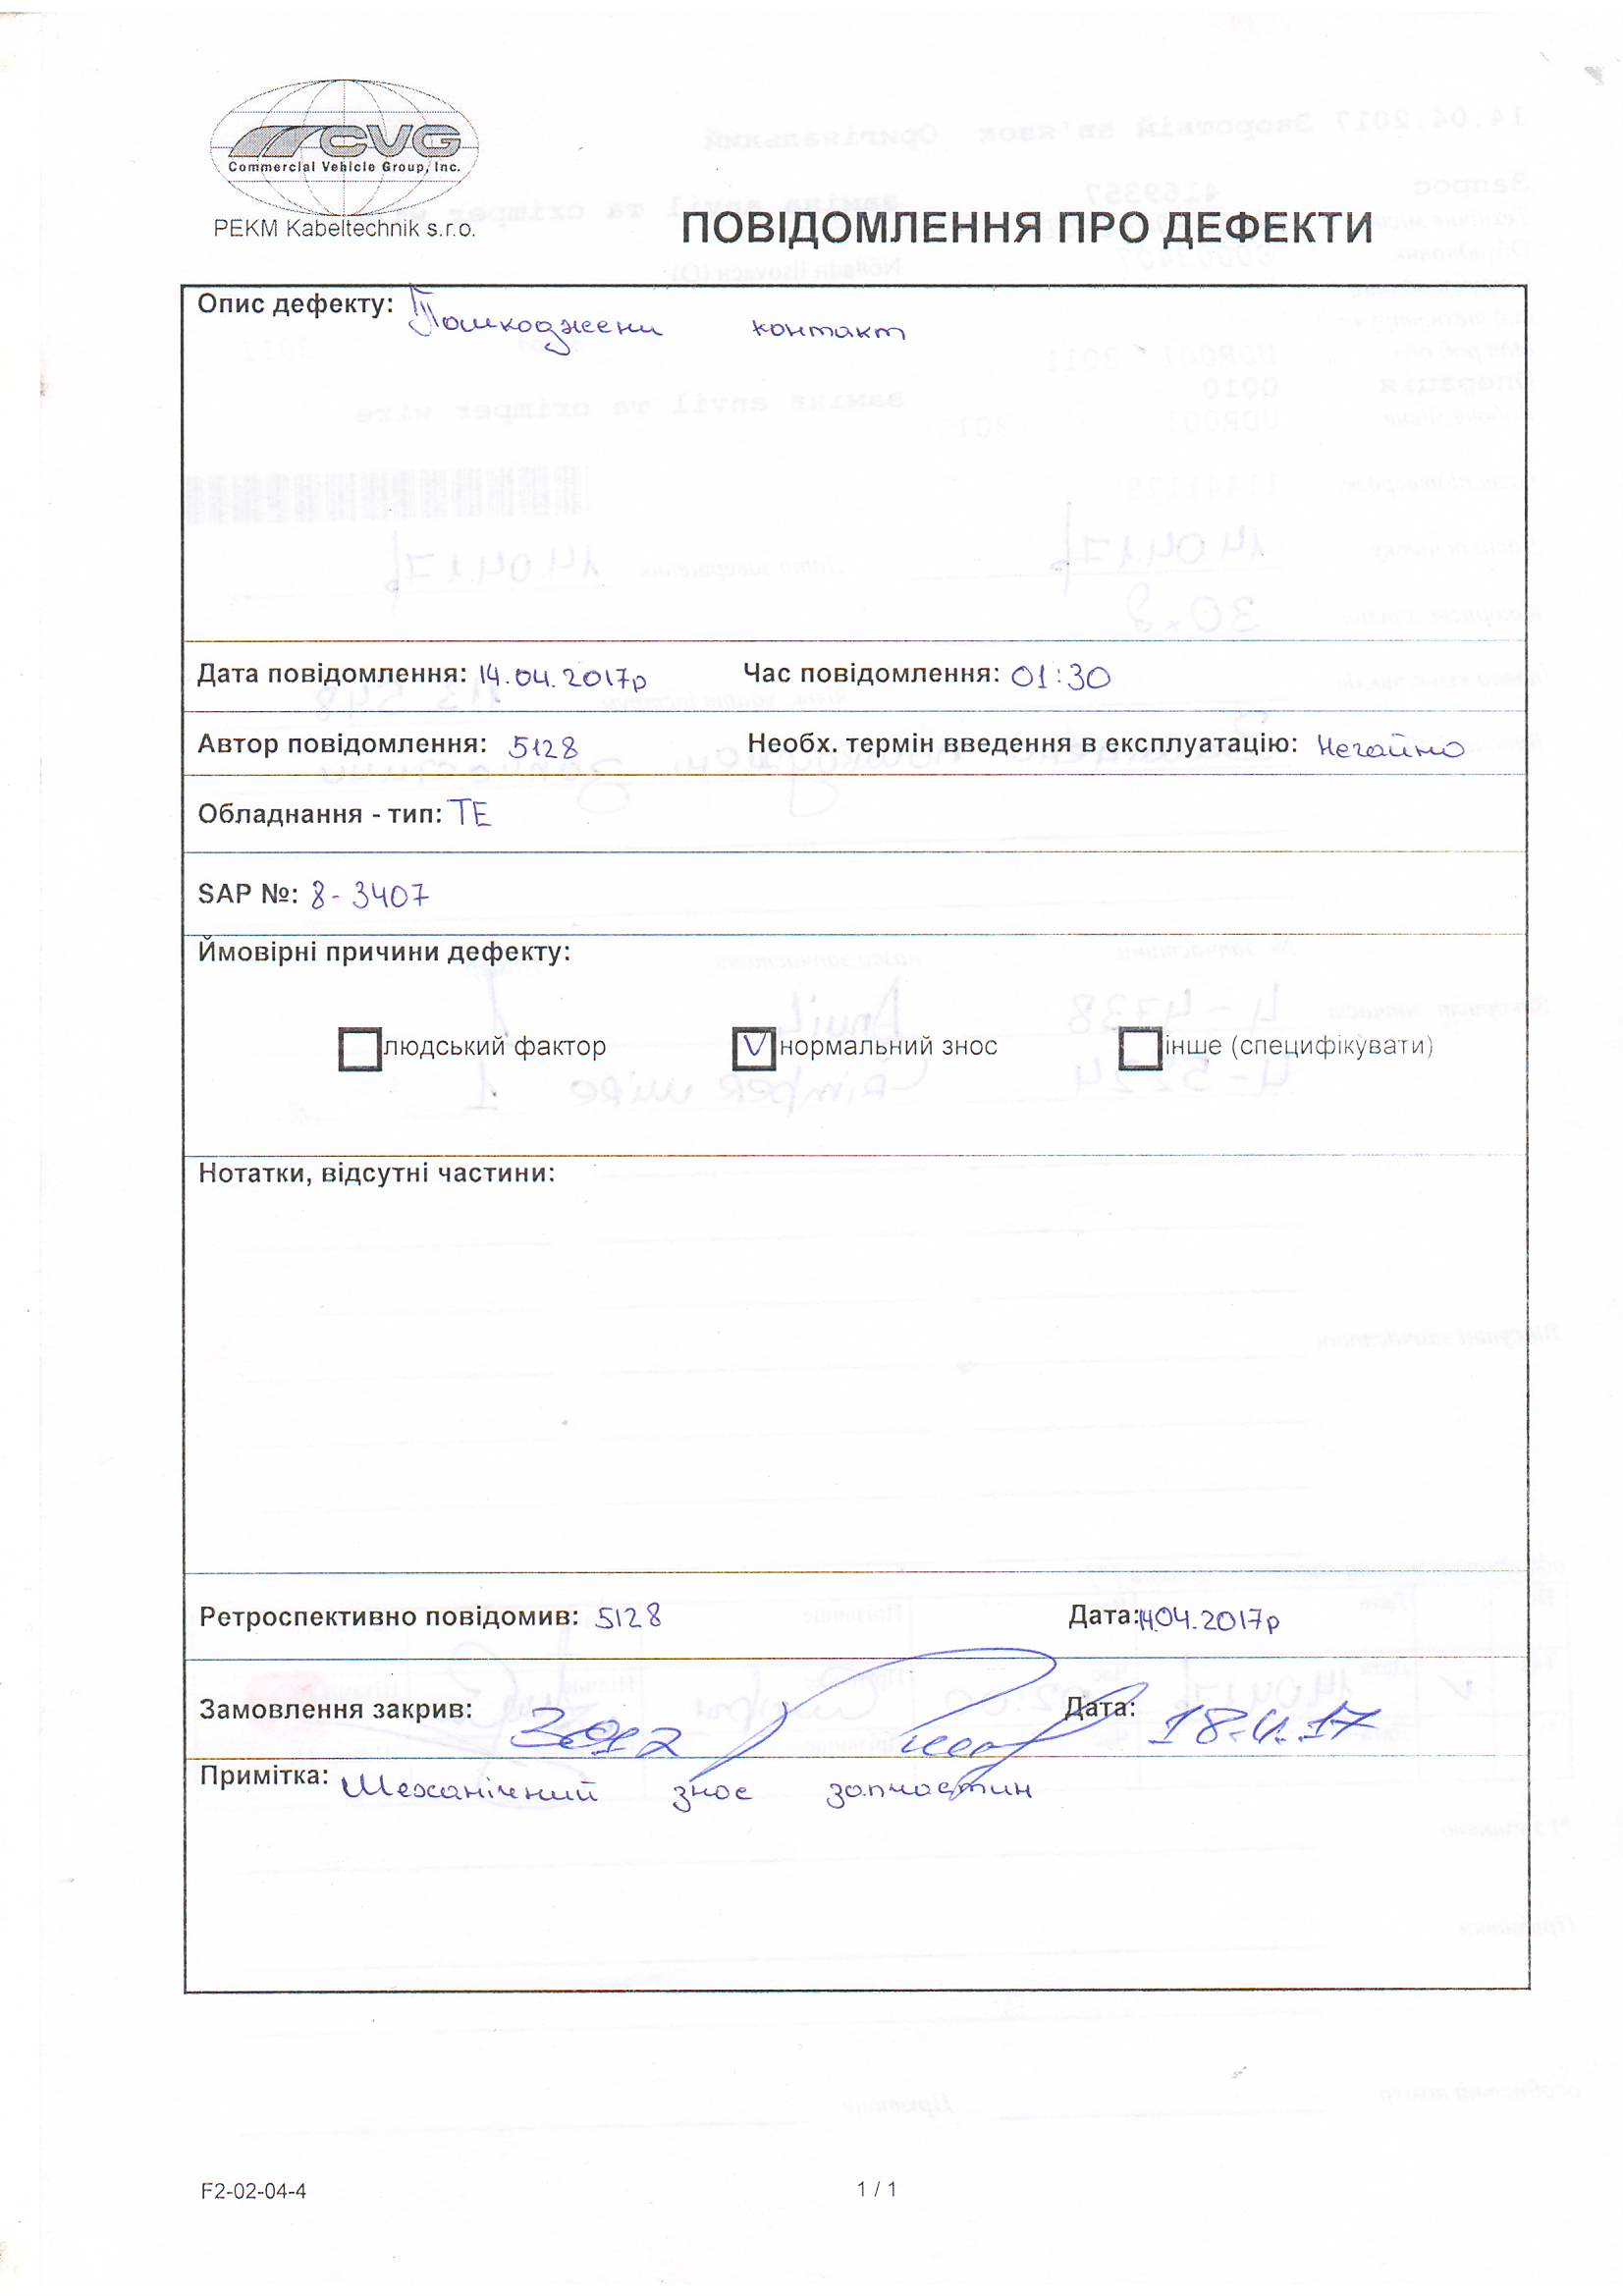 CVG
Commercial Vehicle Group, Inc.
PEKM Kabeltechnik s.r.o.
ПОВІДОМЛЕННЯ ПРО ДЕФЕКТИ
Опис дефекту: Пошкоджени контакт
Дата повідомлення: 14.04.2017р Час повідомлення: 01:30
Автор повідомлення: 5128 Необх. термін введення в експлуатацію: Негайно
Обладнання - тип: ТЕ
SAP №: 8-3407
Ймовірні причини дефекту:
людський фактор V нормальний знос інше (специфікувати)
Нотатки, відсутні частини:
Ретроспективно повідомив: 5128 Дата: 14.04.2017р
Замовлення закрив: Дата: 18.4.17
Примітка: Механічний знос запчастин
F2-02-04-4 1 / 1